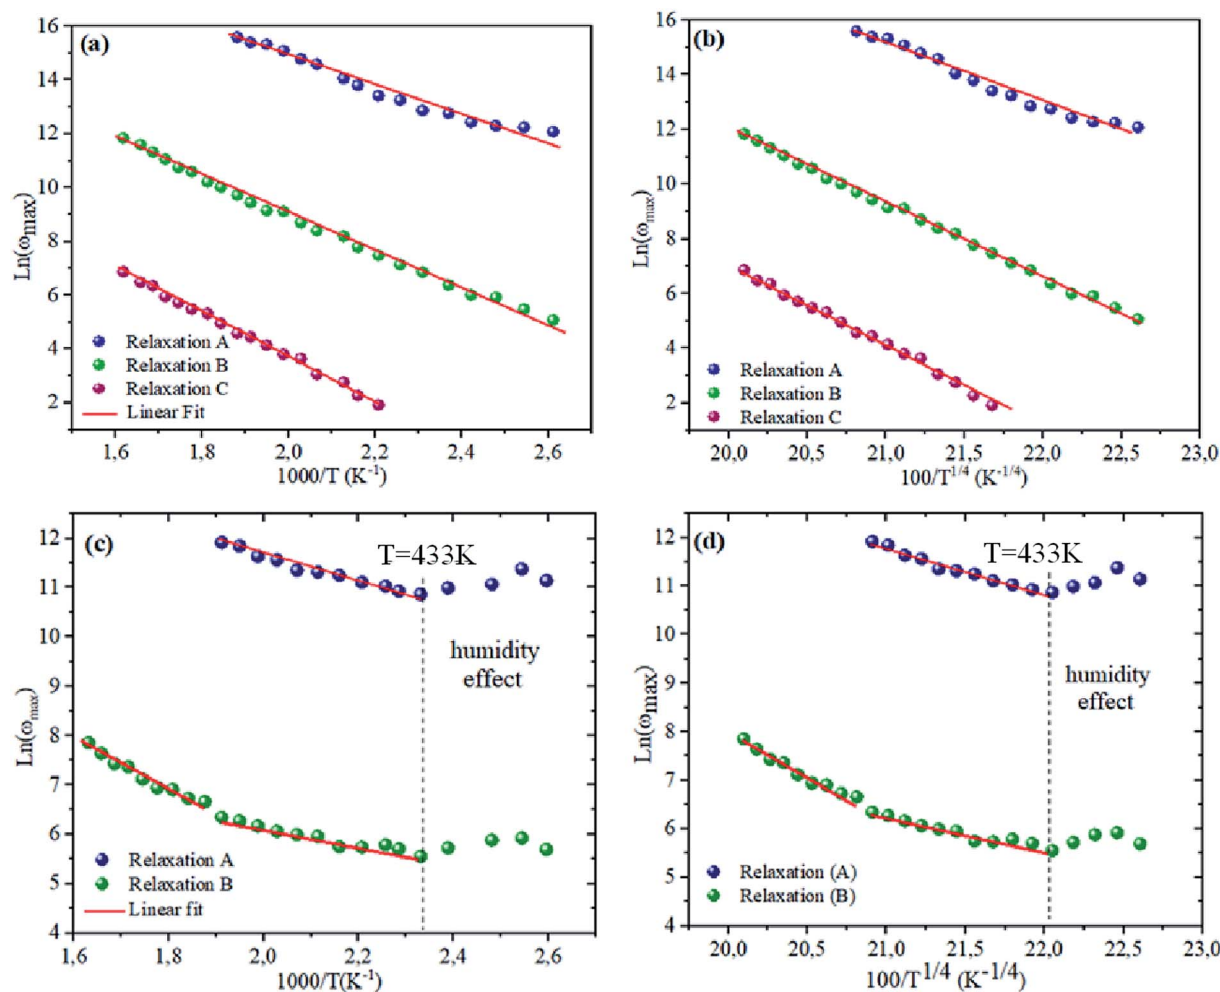 (a)
16
14
12
10
8
6
4
2
Ln(ωmax)
Relaxation A
Relaxation B
Relaxation C
Linear Fit
1,6 1,8 2,0 2,2 2,4 2,6
1000/T (K⁻¹)
(b)
16
14
12
10
8
6
4
2
Ln(ωmax)
Relaxation A
Relaxation B
Relaxation C
20,0 20,5 21,0 21,5 22,0 22,5 23,0
100/T^1/4 (K^-1/4)
(c)
12
11
10
9
8
7
6
5
4
Ln(ωmax)
T=433K
humidity
effect
Relaxation A
Relaxation B
Linear fit
1,6 1,8 2,0 2,2 2,4 2,6
1000/T(K⁻¹)
(d)
12
11
10
9
8
7
6
5
4
Ln(ωmax)
T=433K
humidity
effect
Relaxation (A)
Relaxation (B)
20,0 20,5 21,0 21,5 22,0 22,5 23,0
100/T^1/4 (K^-1/4)